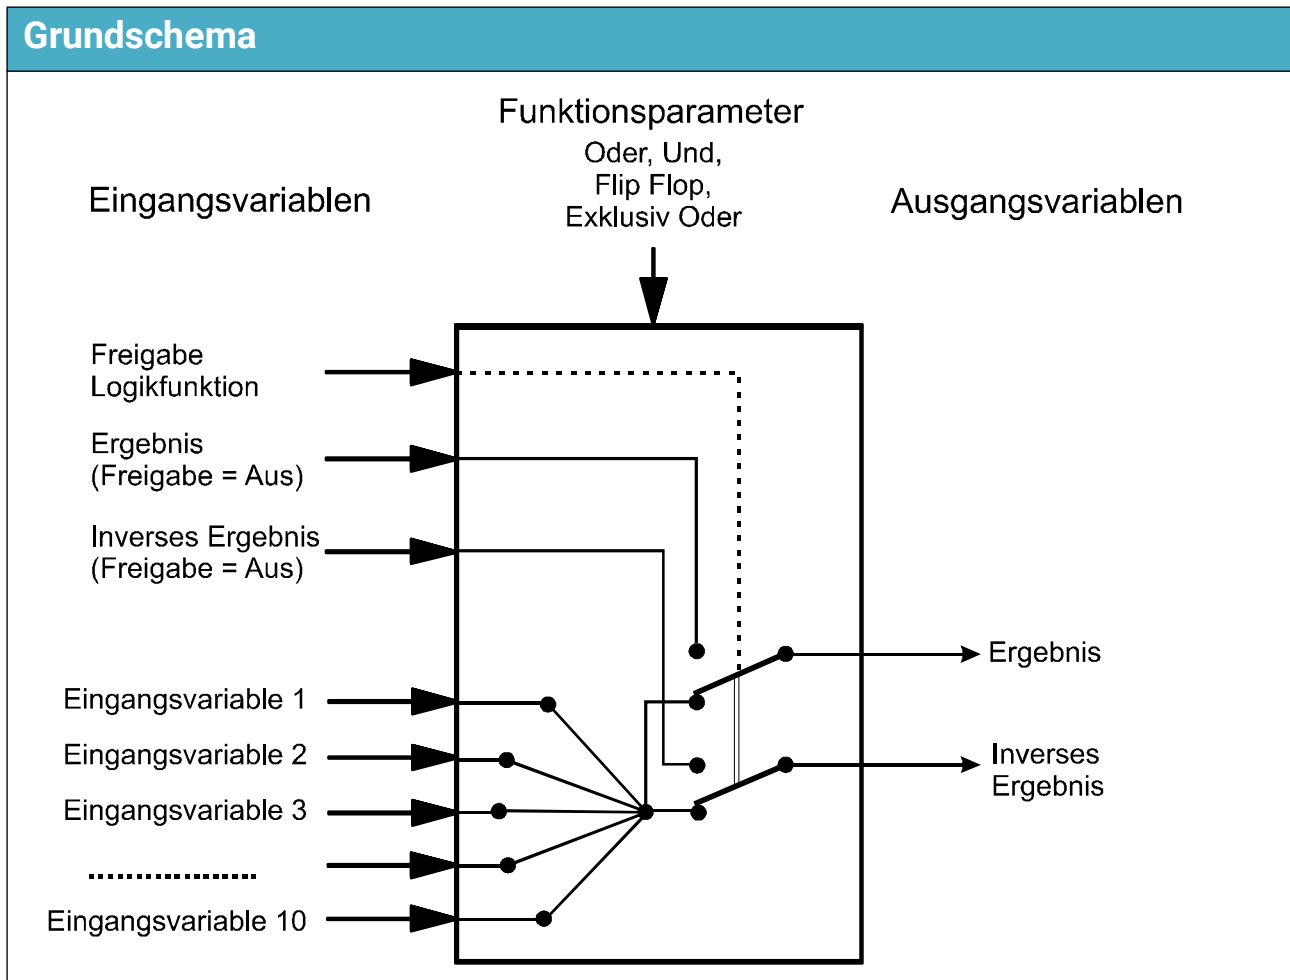 Grundschema
Funktionsparameter
Oder, Und,
Flip Flop,
Exklusiv Oder
Eingangsvariablen
Ausgangsvariablen
Freigabe
Logikfunktion
Ergebnis
(Freigabe = Aus)
Inverses Ergebnis
(Freigabe = Aus)
Eingangsvariable 1
Eingangsvariable 2
Eingangsvariable 3
Eingangsvariable 10
Ergebnis
Inverses
Ergebnis